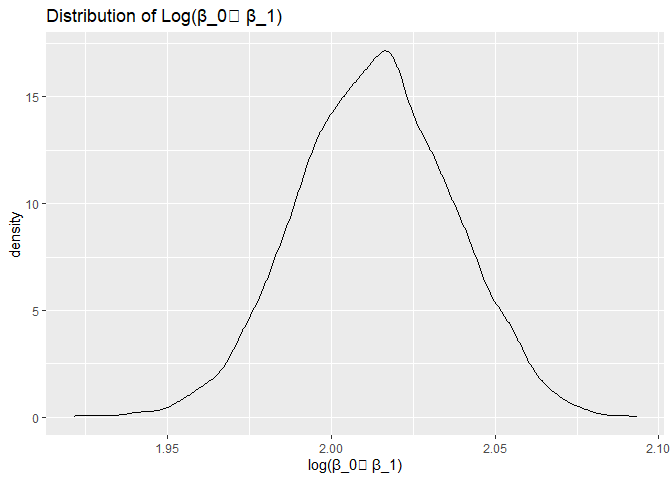 Distribution of Log(β_0▯ β_1)
density
15
10
5
0
1.95
2.00
2.05
2.10
log(β_0▯ β_1)